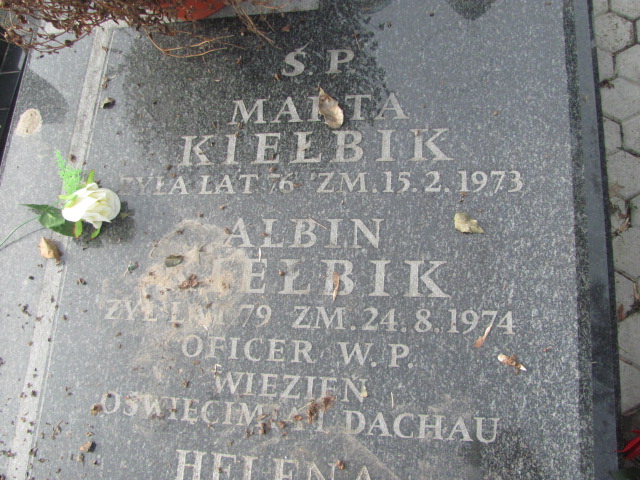 Ś.P.
MARTA
KIEŁBIK
ŻYŁA LAT 76 ZM. 15.2.1973
ALBIN
KIEŁBIK
ŻYŁ LAT 79 ZM. 24.8.1974
OFICER W.P.
WIĘZIEŃ
OŚWIĘCIMIA I DACHAU
HELENA